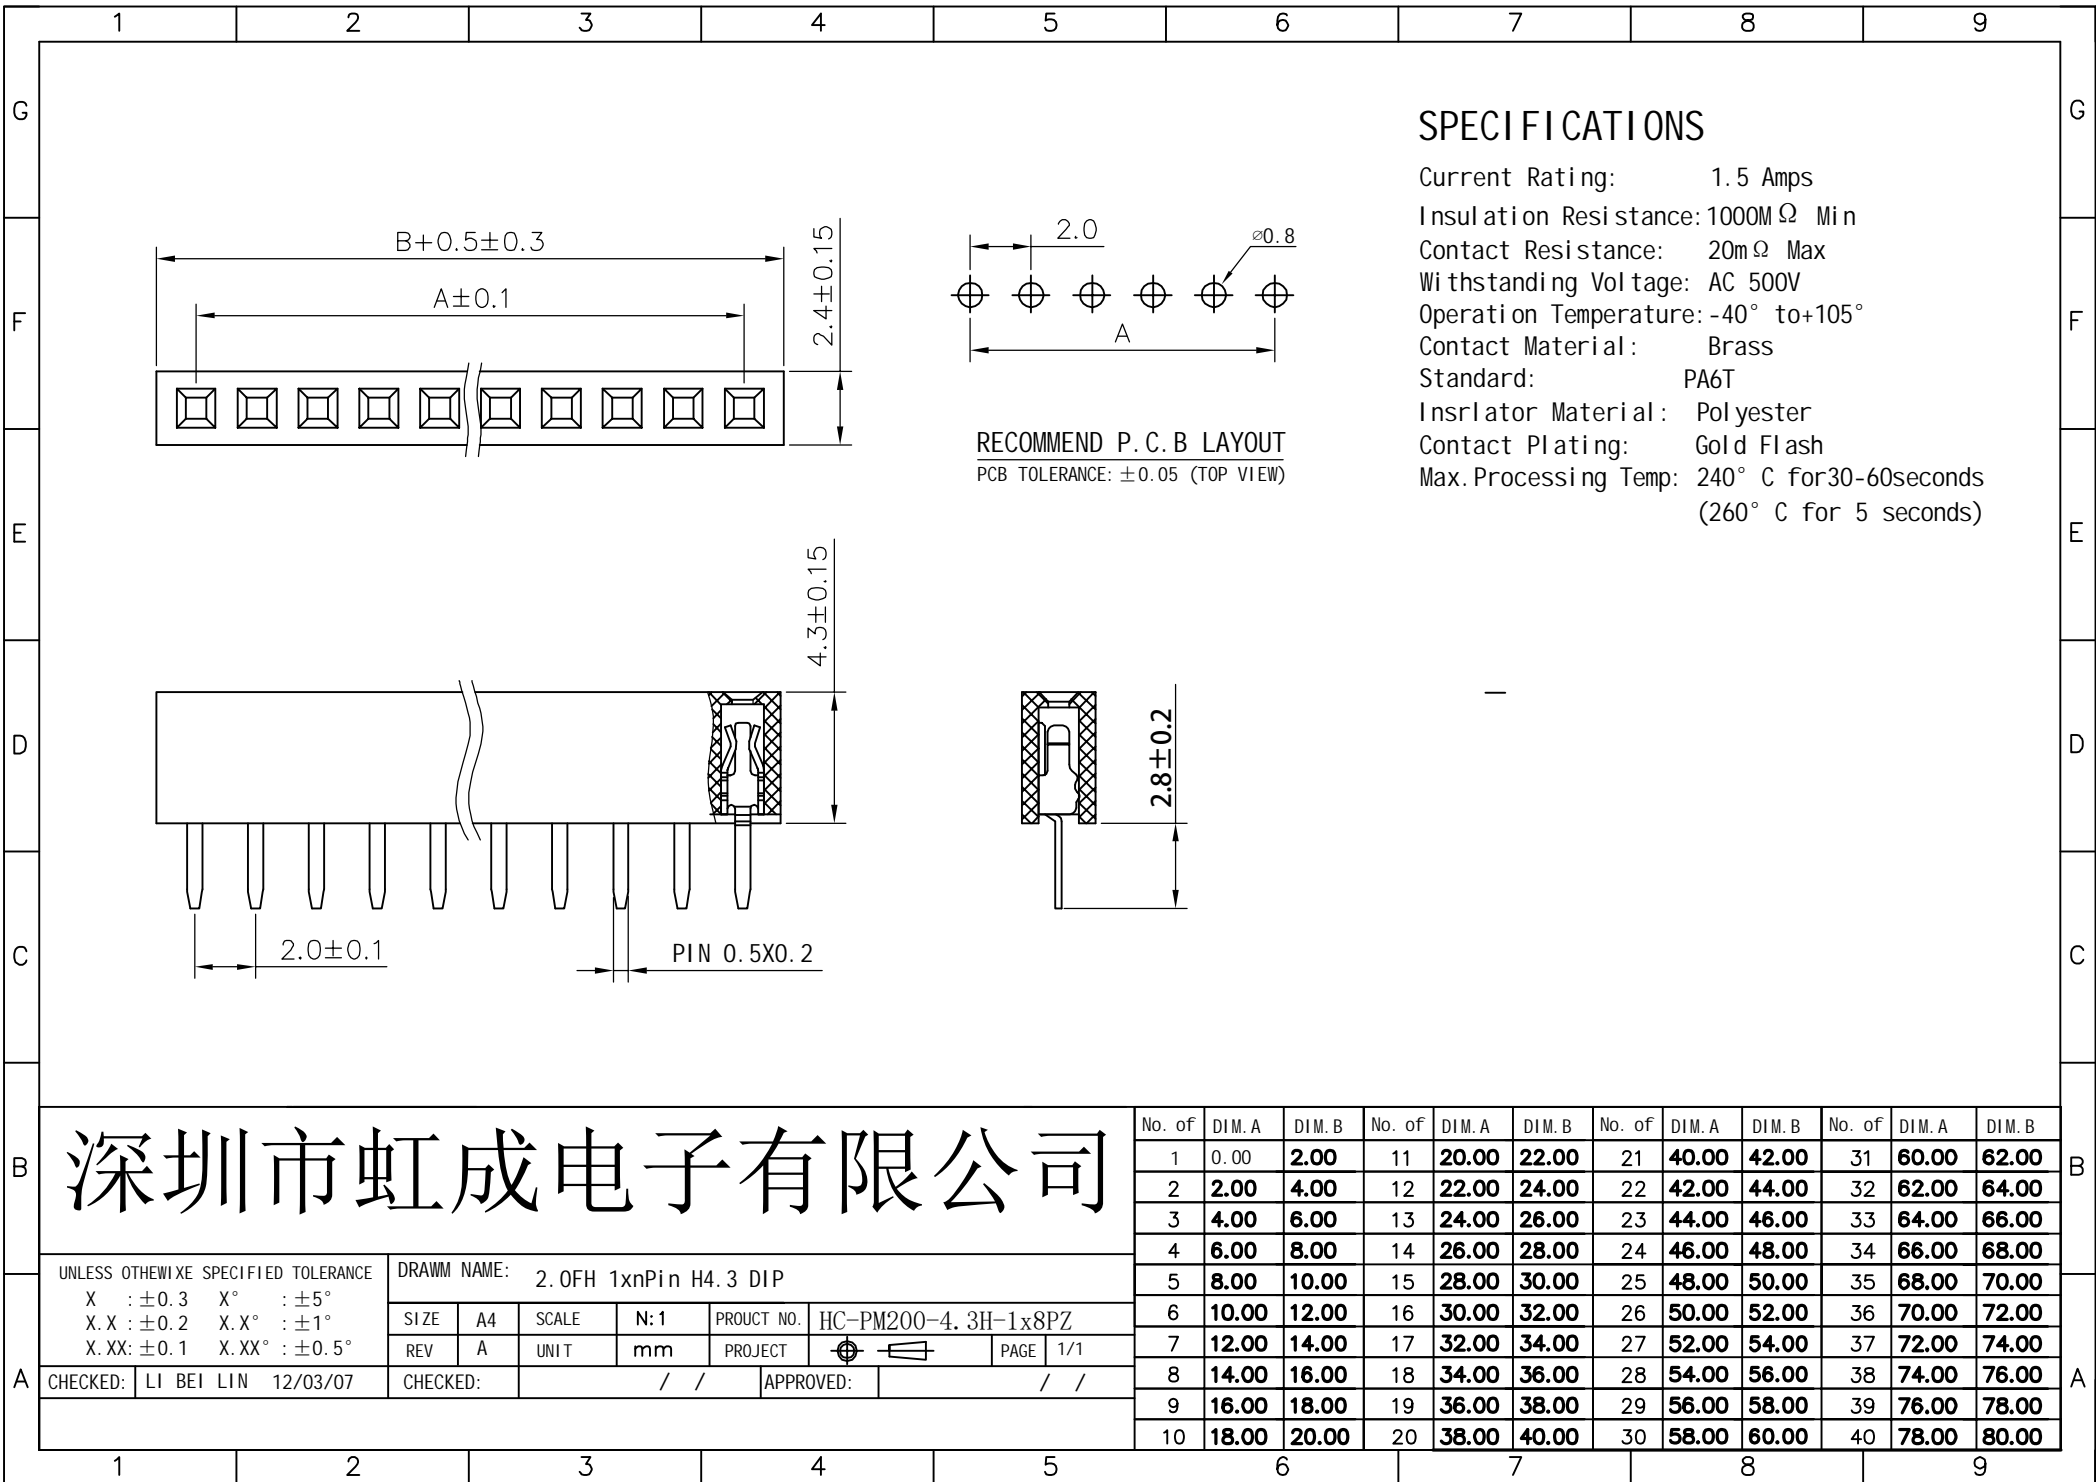 1 2 3 4 5 6 7 8 9
G G
F F
E E
D D
C C
B B
A A
B+0.5±0.3
A±0.1
2.4±0.15
2.0
⌀0.8
A
RECOMMEND P.C.B LAYOUT
PCB TOLERANCE: ±0.05 (TOP VIEW)
SPECIFICATIONS
Current Rating: 1.5 Amps
Insulation Resistance: 1000MΩ Min
Contact Resistance: 20mΩ Max
Withstanding Voltage: AC 500V
Operation Temperature: -40° to+105°
Contact Material: Brass
Standard: PA6T
Insrlator Material: Polyester
Contact Plating: Gold Flash
Max.Processing Temp: 240° C for30-60seconds
(260° C for 5 seconds)
4.3±0.15
2.8±0.2
2.0±0.1
PIN 0.5X0.2
深圳市虹成电子有限公司
UNLESS OTHEWIXE SPECIFIED TOLERANCE
X :±0.3 X° :±5°
X.X :±0.2 X.X° :±1°
X.XX:±0.1 X.XX° :±0.5°
DRAWM NAME: 2.0FH 1xnPin H4.3 DIP
SIZE A4 SCALE N:1 PROUCT NO. HC-PM200-4.3H-1x8PZ
REV A UNIT mm PROJECT PAGE 1/1
CHECKED: LI BEI LIN 12/03/07 CHECKED: / / APPROVED: / /
No. of DIM.A DIM.B No. of DIM.A DIM.B No. of DIM.A DIM.B No. of DIM.A DIM.B
1 0.00 2.00 11 20.00 22.00 21 40.00 42.00 31 60.00 62.00
2 2.00 4.00 12 22.00 24.00 22 42.00 44.00 32 62.00 64.00
3 4.00 6.00 13 24.00 26.00 23 44.00 46.00 33 64.00 66.00
4 6.00 8.00 14 26.00 28.00 24 46.00 48.00 34 66.00 68.00
5 8.00 10.00 15 28.00 30.00 25 48.00 50.00 35 68.00 70.00
6 10.00 12.00 16 30.00 32.00 26 50.00 52.00 36 70.00 72.00
7 12.00 14.00 17 32.00 34.00 27 52.00 54.00 37 72.00 74.00
8 14.00 16.00 18 34.00 36.00 28 54.00 56.00 38 74.00 76.00
9 16.00 18.00 19 36.00 38.00 29 56.00 58.00 39 76.00 78.00
10 18.00 20.00 20 38.00 40.00 30 58.00 60.00 40 78.00 80.00
1 2 3 4 5 6 7 8 9